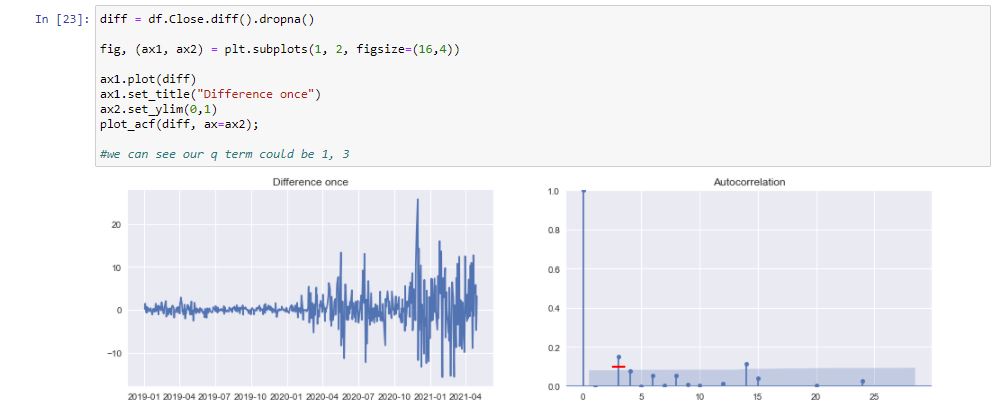 In [23]: diff = df.Close.diff().dropna()
fig, (ax1, ax2) = plt.subplots(1, 2, figsize=(16,4))
ax1.plot(diff)
ax1.set_title("Difference once")
ax2.set_ylim(0,1)
plot_acf(diff, ax=ax2);
#we can see our q term could be 1, 3
Difference once
20
10
0
−10
2019-01 2019-04 2019-07 2019-10 2020-01 2020-04 2020-07 2020-10 2021-01 2021-04
Autocorrelation
1.0
0.8
0.6
0.4
0.2
0.0
0 5 10 15 20 25